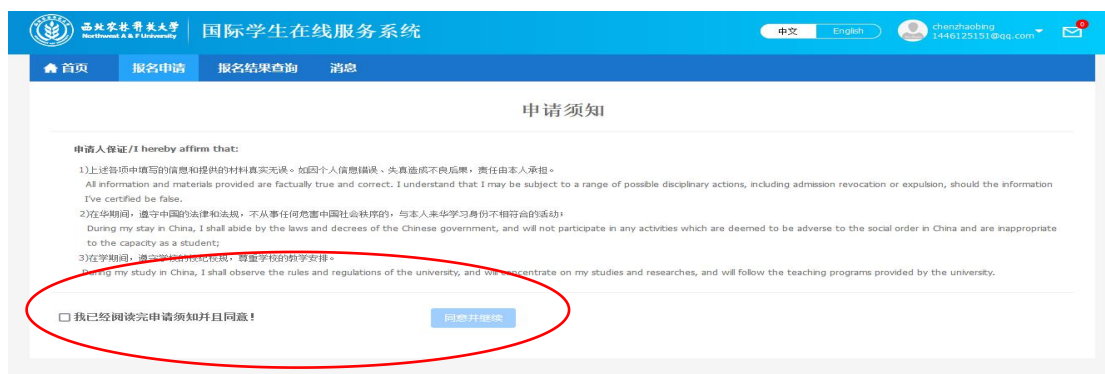 西北农林科技大学
Northwest A & F University
国际学生在线服务系统
中文 English
chenzhaobing
1446125151@qq.com
0
首页 报名申请 报名结果查询 消息
申请须知
申请人保证/I hereby affirm that:
1)上述各项中填写的信息和提供的材料真实无误。如因个人信息错误、失真造成不良后果，责任由本人承担。
All information and materials provided are factually true and correct. I understand that I may be subject to a range of possible disciplinary actions, including admission revocation or expulsion, should the information
I've certified be false.
2)在华期间，遵守中国的法律和法规，不从事任何危害中国社会秩序的，与本人来华学习身份不相符合的活动；
During my stay in China, I shall abide by the laws and decrees of the Chinese government, and will not participate in any activities which are deemed to be adverse to the social order in China and are inappropriate
to the capacity as a student;
3)在学期间，遵守学校的校纪校规，尊重学校的教学安排。
During my study in China, I shall observe the rules and regulations of the university, and will concentrate on my studies and researches, and will follow the teaching programs provided by the university.
我已经阅读完申请须知并且同意！ 同意并继续